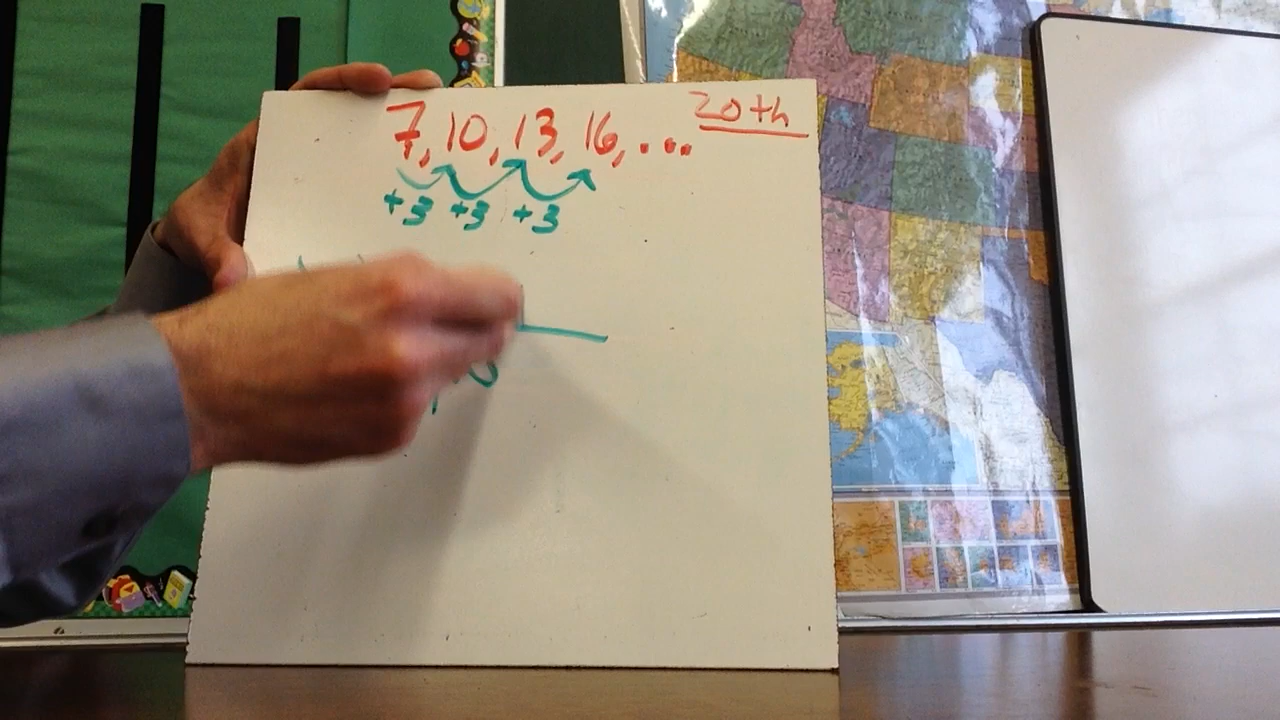 20th
7, 10, 13, 16, ...
+3 +3 +3